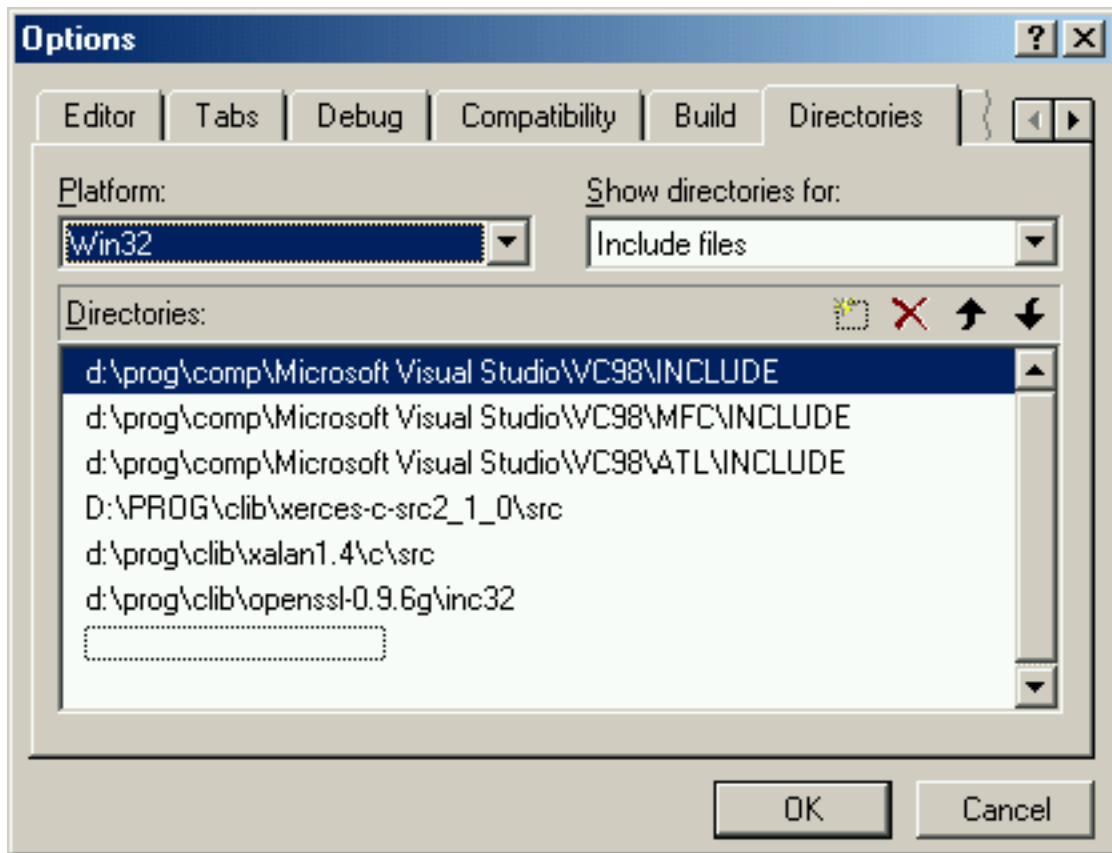 Options
Editor Tabs Debug Compatibility Build Directories
Platform: Show directories for:
Win32 Include files
Directories:
d:\prog\comp\Microsoft Visual Studio\VC98\INCLUDE
d:\prog\comp\Microsoft Visual Studio\VC98\MFC\INCLUDE
d:\prog\comp\Microsoft Visual Studio\VC98\ATL\INCLUDE
D:\PROG\clib\xerces-c-src2_1_0\src
d:\prog\clib\xalan1.4\c\src
d:\prog\clib\openssl-0.9.6g\inc32
OK Cancel